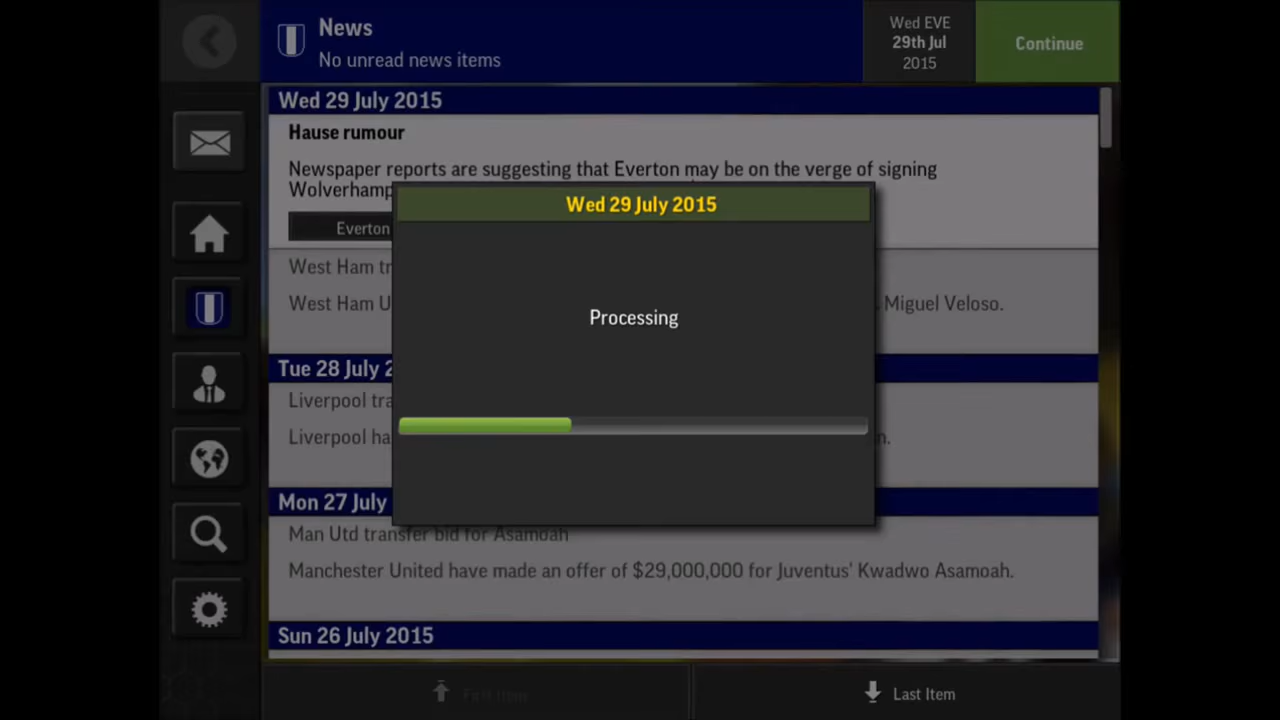 News
No unread news items
Wed EVE
29th Jul
2015
Continue
Wed 29 July 2015
Hause rumour
Newspaper reports are suggesting that Everton may be on the verge of signing
Wolverhamp
Everton
West Ham tr
West Ham U
Miguel Veloso.
Wed 29 July 2015
Processing
Tue 28 July 2
Liverpool tra
Liverpool ha
n.
Mon 27 July
Man Utd transfer bid for Asamoah
Manchester United have made an offer of $29,000,000 for Juventus' Kwadwo Asamoah.
Sun 26 July 2015
First Item
Last Item